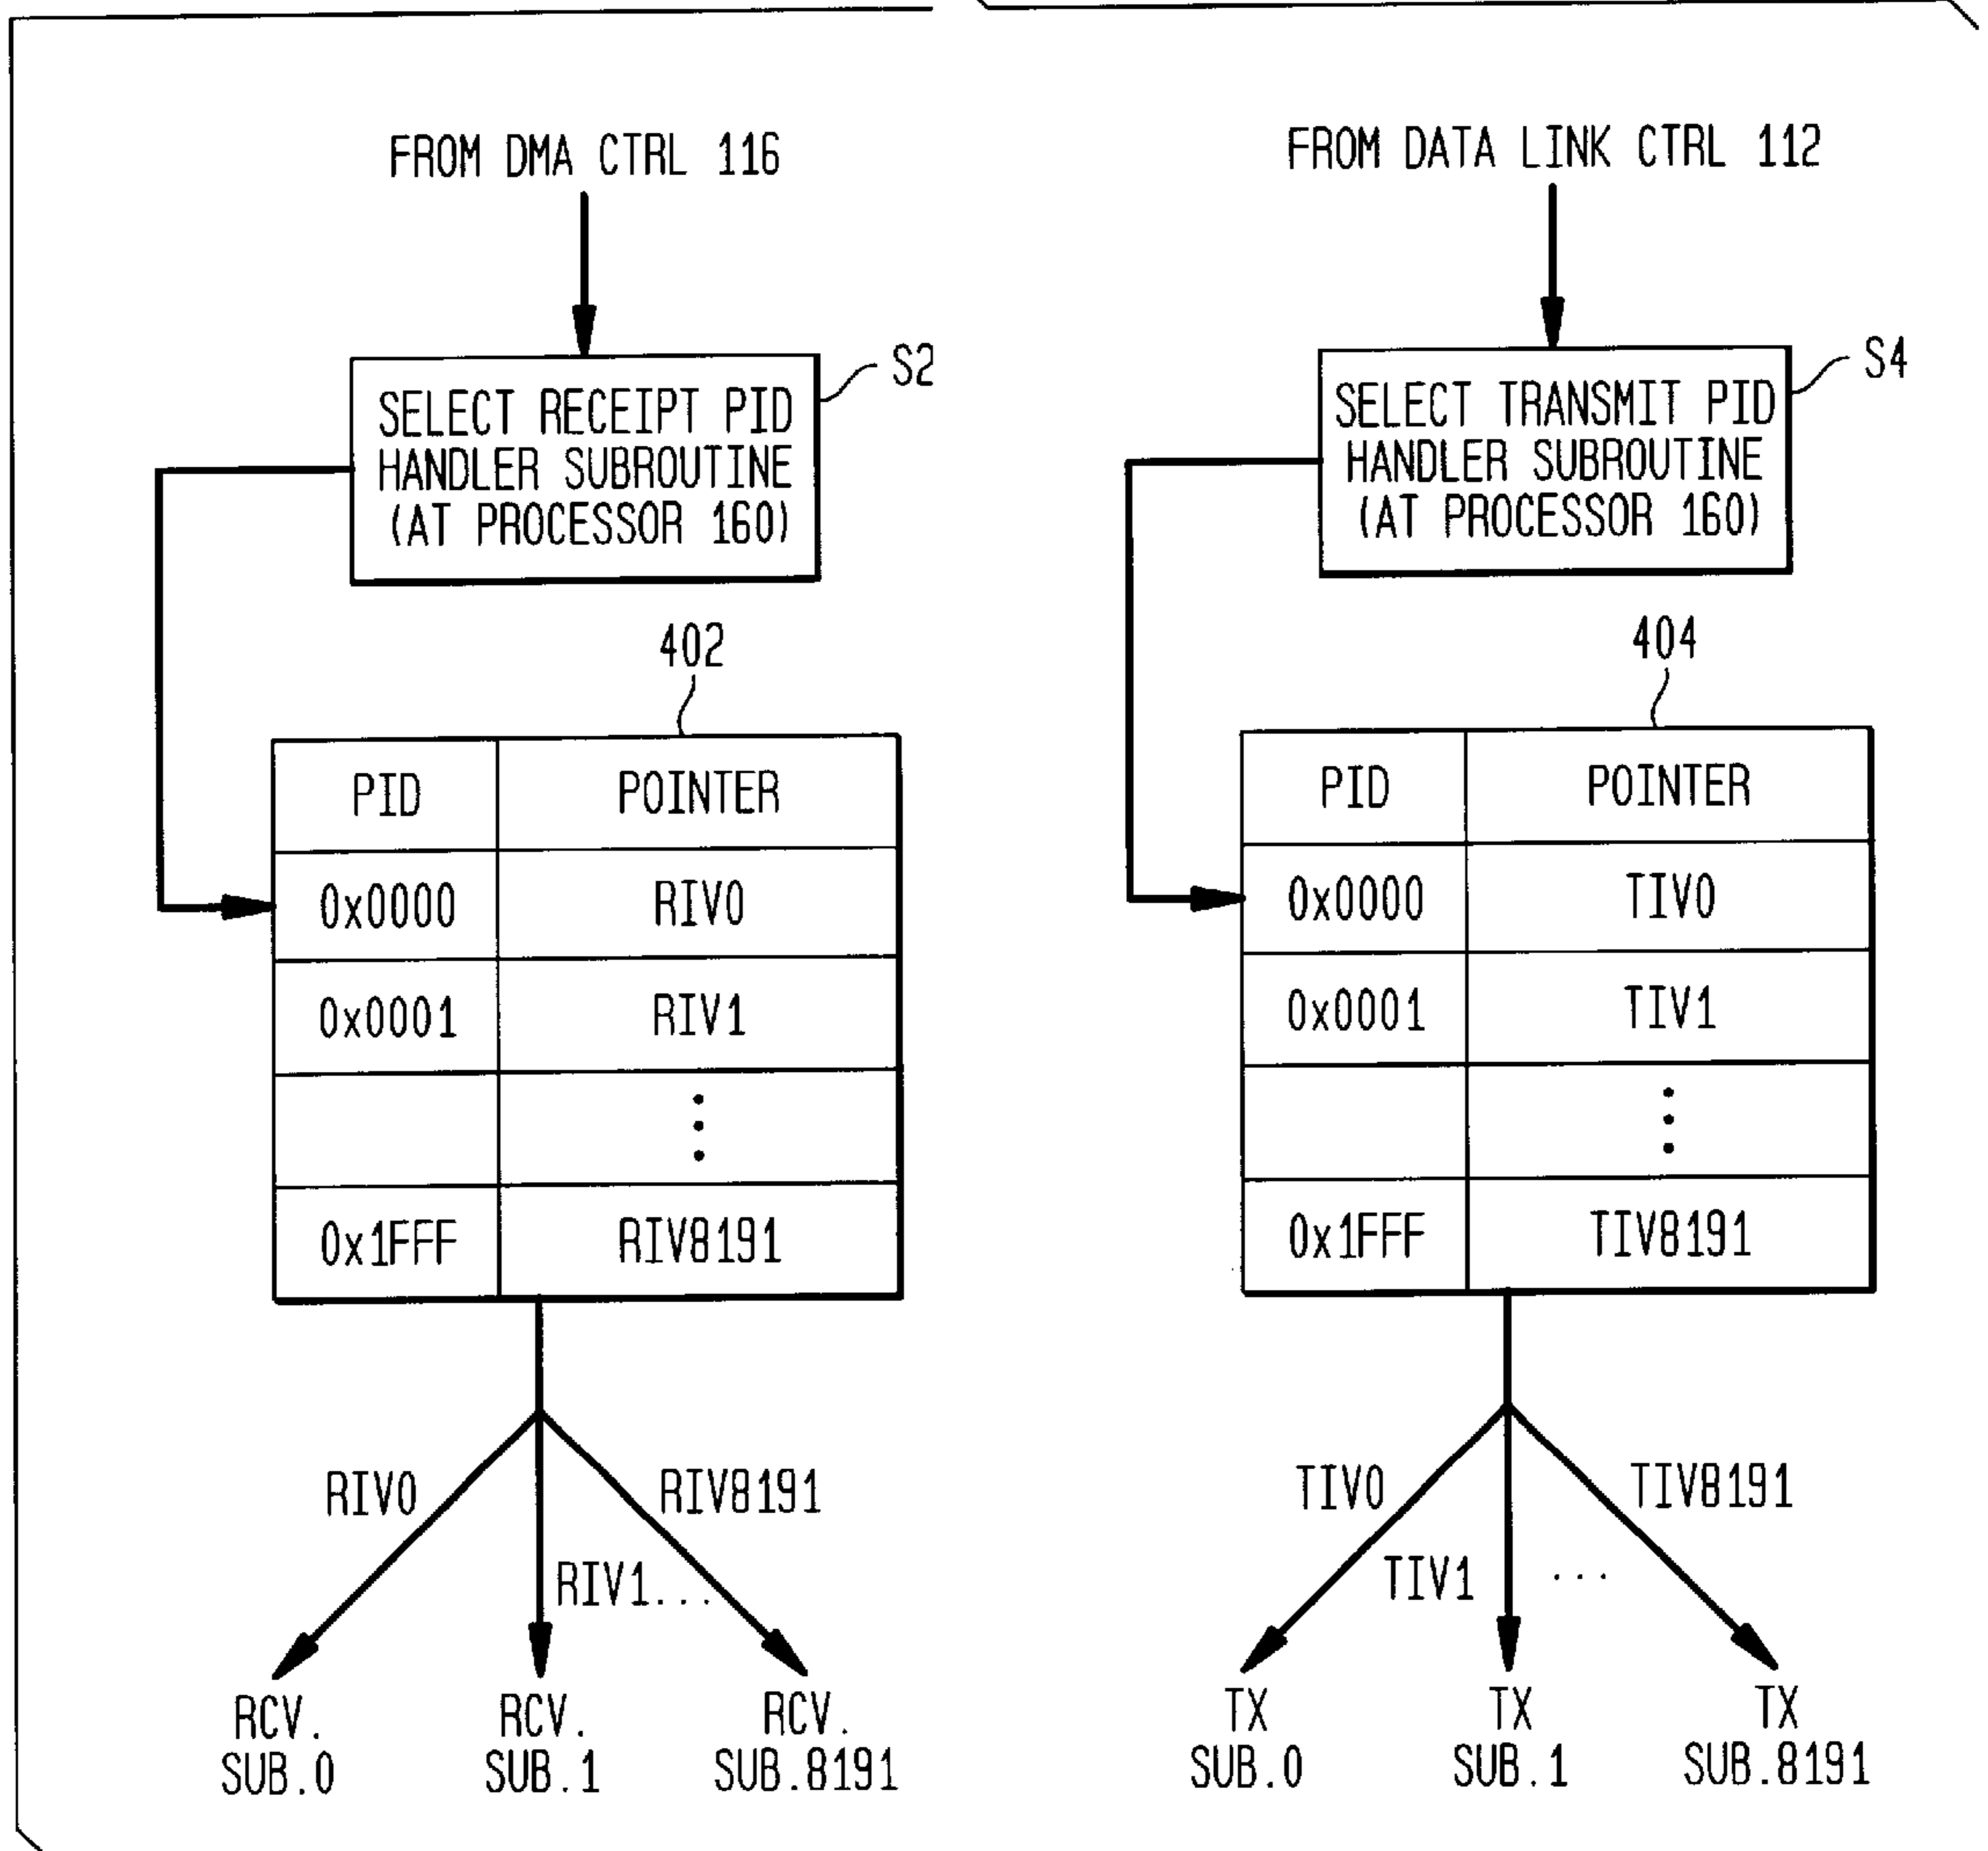 FROM DMA CTRL 116
S2
SELECT RECEIPT PID
HANDLER SUBROUTINE
(AT PROCESSOR 160)
402
PID POINTER
0x0000 RIV0
0x0001 RIV1
⋮
0x1FFF RIV8191
RIV0
RIV8191
RIV1...
RCV.
SUB.0
RCV.
SUB.1
RCV.
SUB.8191
FROM DATA LINK CTRL 112
S4
SELECT TRANSMIT PID
HANDLER SUBROUTINE
(AT PROCESSOR 160)
404
PID POINTER
0x0000 TIV0
0x0001 TIV1
⋮
0x1FFF TIV8191
TIV0
TIV8191
TIV1 ...
TX
SUB.0
TX
SUB.1
TX
SUB.8191